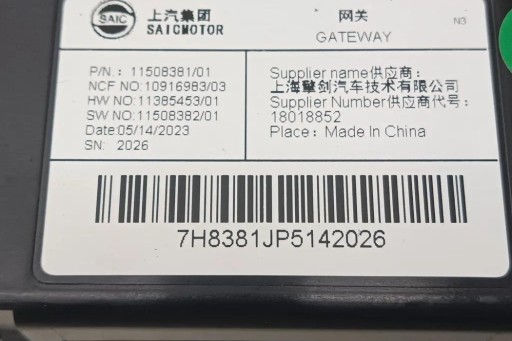 SAIC
上汽集团
SAICMOTOR
网关
GATEWAY
N3
P/N.: 11508381/01
NCF NO:10916983/03
HW NO:11385453/01
SW NO:11508382/01
Date:05/14/2023
SN: 2026
Supplier name供应商:
上海擎剑汽车技术有限公司
Supplier Number供应商代号:
18018852
Place: Made In China
7H8381JP5142026